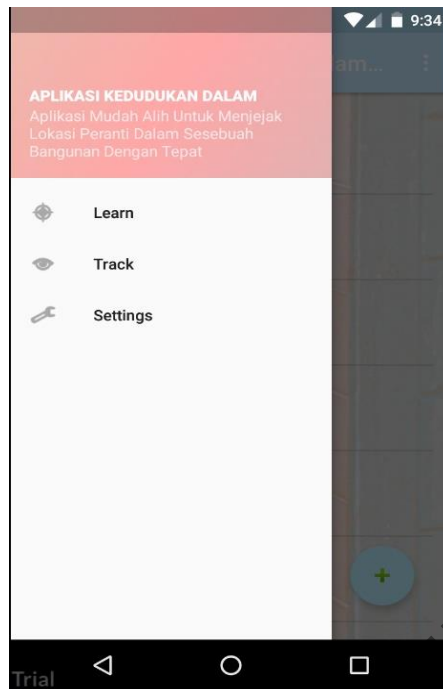 9:34
am...
APLIKASI KEDUDUKAN DALAM
Aplikasi Mudah Alih Untuk Menjejak
Lokasi Peranti Dalam Sesebuah
Bangunan Dengan Tepat
Learn
Track
Settings
Trial